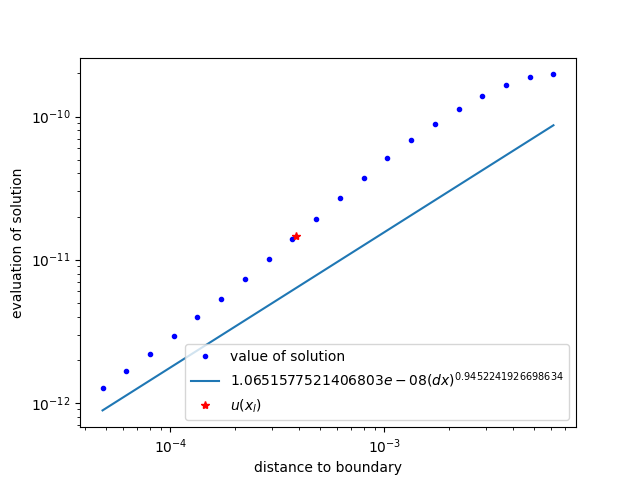 evaluation of solution
10⁻¹⁰
10⁻¹¹
10⁻¹²
value of solution
1.0651577521406803e − 08(dx)^0.9452241926698634
u(x_l)
10⁻⁴
10⁻³
distance to boundary